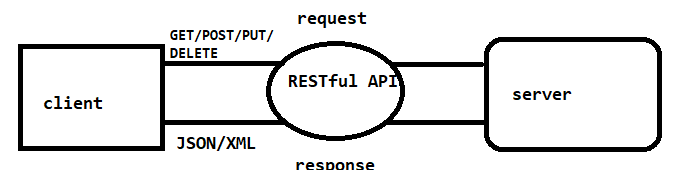 request
GET/POST/PUT/
DELETE
RESTful API
client
server
JSON/XML
response